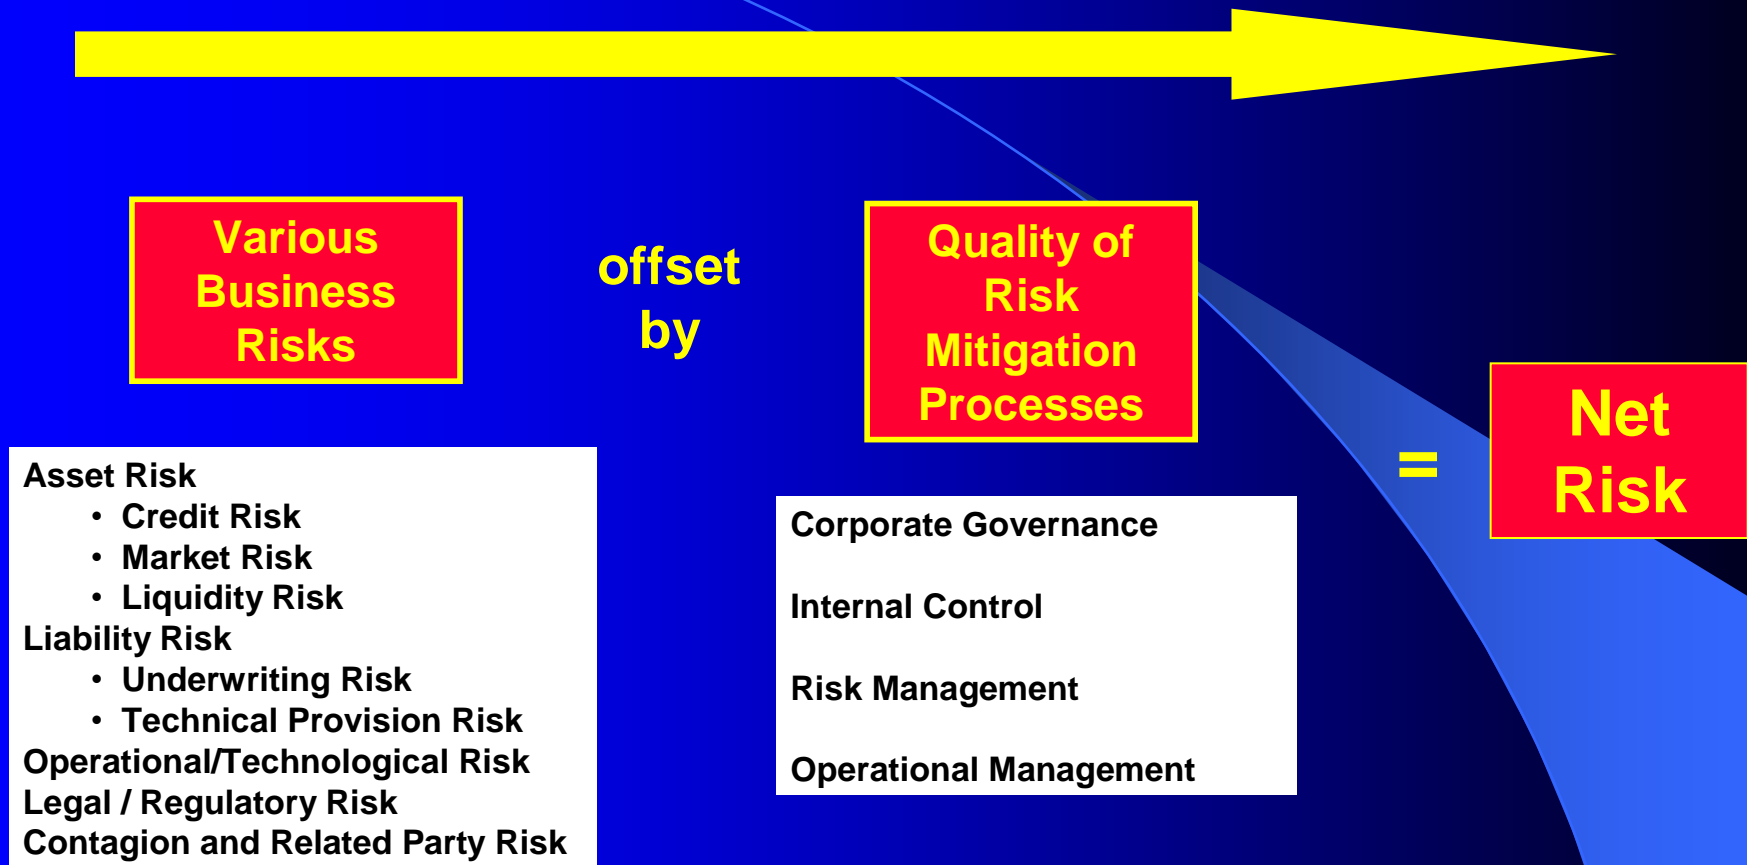 Various
Business
Risks
offset
by
Quality of
Risk
Mitigation
Processes
=
Net
Risk
Asset Risk
• Credit Risk
• Market Risk
• Liquidity Risk
Liability Risk
• Underwriting Risk
• Technical Provision Risk
Operational/Technological Risk
Legal / Regulatory Risk
Contagion and Related Party Risk
Corporate Governance
Internal Control
Risk Management
Operational Management